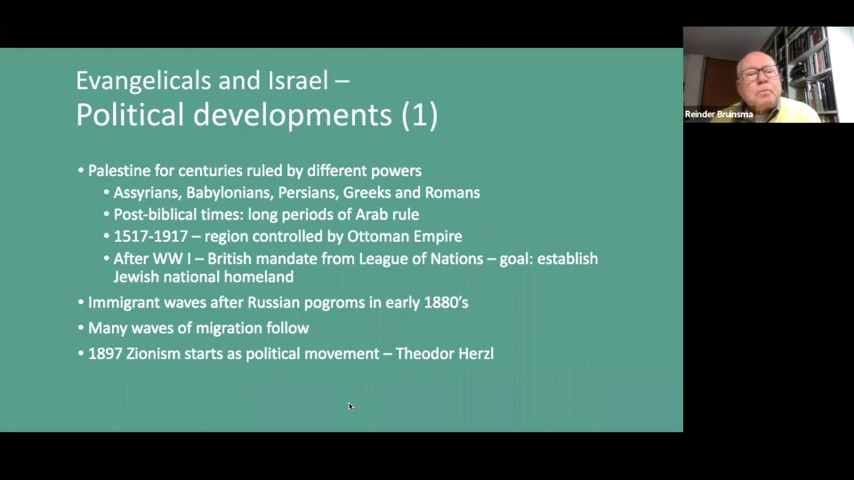 Evangelicals and Israel –
Political developments (1)
Reinder Bruinsma
• Palestine for centuries ruled by different powers
• Assyrians, Babylonians, Persians, Greeks and Romans
• Post-biblical times: long periods of Arab rule
• 1517-1917 – region controlled by Ottoman Empire
• After WW I – British mandate from League of Nations – goal: establish
Jewish national homeland
• Immigrant waves after Russian pogroms in early 1880’s
• Many waves of migration follow
• 1897 Zionism starts as political movement – Theodor Herzl